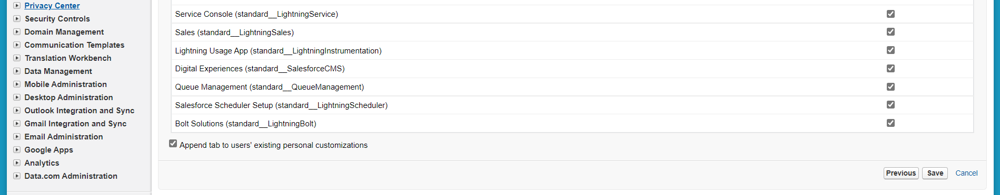 Privacy Center
Security Controls
Domain Management
Communication Templates
Translation Workbench
Data Management
Mobile Administration
Desktop Administration
Outlook Integration and Sync
Gmail Integration and Sync
Email Administration
Google Apps
Analytics
Data.com Administration
Service Console (standard__LightningService)
Sales (standard__LightningSales)
Lightning Usage App (standard__LightningInstrumentation)
Digital Experiences (standard__SalesforceCMS)
Queue Management (standard__QueueManagement)
Salesforce Scheduler Setup (standard__LightningScheduler)
Bolt Solutions (standard__LightningBolt)
Append tab to users' existing personal customizations
Previous Save Cancel